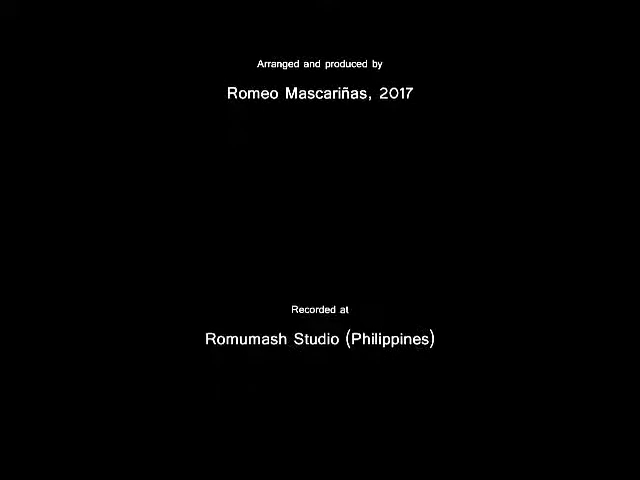 Arranged and produced by
Romeo Mascariñas, 2017
Recorded at
Romumash Studio (Philippines)